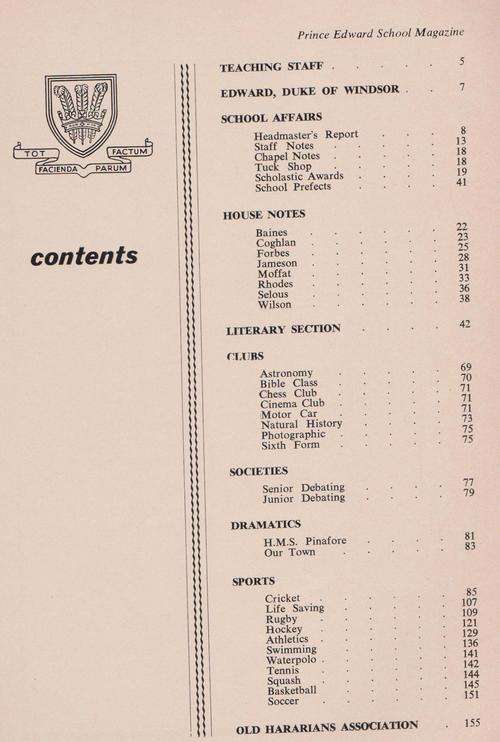 Prince Edward School Magazine
TOT FACTUM
FACIENDA PARUM
contents
TEACHING STAFF . . . . . 5
EDWARD, DUKE OF WINDSOR . . 7
SCHOOL AFFAIRS
Headmaster's Report . . . 8
Staff Notes . . . . 13
Chapel Notes . . . . 18
Tuck Shop . . . . 18
Scholastic Awards . . . . 19
School Prefects . . . . 41
HOUSE NOTES
Baines . . . . . 22
Coghlan . . . . . 23
Forbes . . . . . 25
Jameson . . . . . 28
Moffat . . . . . 31
Rhodes . . . . . 33
Selous . . . . . 36
Wilson . . . . . 38
LITERARY SECTION . . . . 42
CLUBS
Astronomy . . . . 69
Bible Class . . . . 70
Chess Club . . . . 71
Cinema Club . . . . 71
Motor Car . . . . 71
Natural History . . . . 73
Photographic . . . . 75
Sixth Form . . . . 75
SOCIETIES
Senior Debating . . . . 77
Junior Debating . . . . 79
DRAMATICS
H.M.S. Pinafore . . . . 81
Our Town . . . . 83
SPORTS
Cricket . . . . . 85
Life Saving . . . . 107
Rugby . . . . . 109
Hockey . . . . . 121
Athletics . . . . 129
Swimming . . . . 136
Waterpolo . . . . . 141
Tennis . . . . . 142
Squash . . . . . 144
Basketball . . . . 145
Soccer . . . . . 151
OLD HARARIANS ASSOCIATION . 155